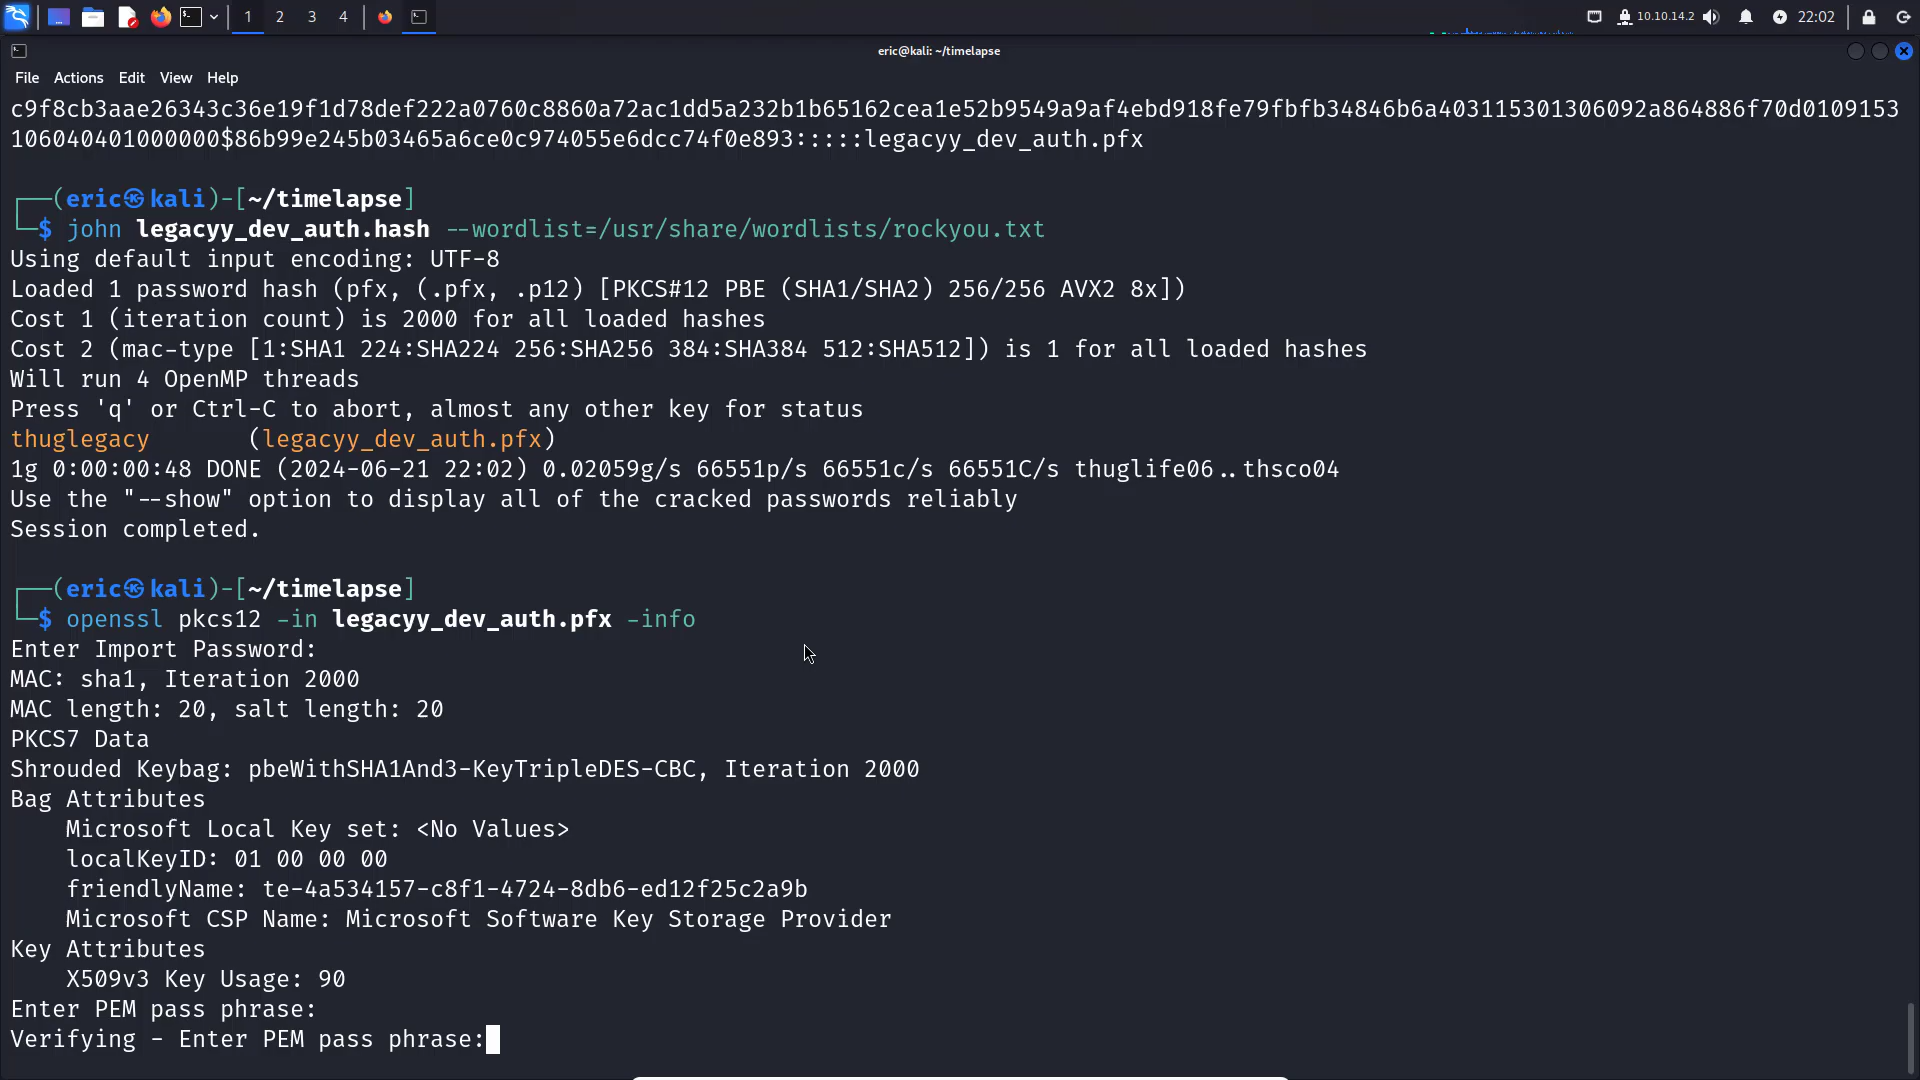 1 2 3 4 10.10.14.2 22:02
eric@kali: ~/timelapse
File Actions Edit View Help
c9f8cb3aae26343c36e19f1d78def222a0760c8860a72ac1dd5a232b1b65162cea1e52b9549a9af4ebd918fe79fbfb34846b6a403115301306092a864886f70d0109153
106040401000000$86b99e245b03465a6ce0c974055e6dcc74f0e893:::::legacyy_dev_auth.pfx
┌──(eric㉿kali)-[~/timelapse]
└─$ john legacyy_dev_auth.hash --wordlist=/usr/share/wordlists/rockyou.txt
Using default input encoding: UTF-8
Loaded 1 password hash (pfx, (.pfx, .p12) [PKCS#12 PBE (SHA1/SHA2) 256/256 AVX2 8x])
Cost 1 (iteration count) is 2000 for all loaded hashes
Cost 2 (mac-type [1:SHA1 224:SHA224 256:SHA256 384:SHA384 512:SHA512]) is 1 for all loaded hashes
Will run 4 OpenMP threads
Press 'q' or Ctrl-C to abort, almost any other key for status
thuglegacy       (legacyy_dev_auth.pfx)
1g 0:00:00:48 DONE (2024-06-21 22:02) 0.02059g/s 66551p/s 66551c/s 66551C/s thuglife06..thsco04
Use the "--show" option to display all of the cracked passwords reliably
Session completed.
┌──(eric㉿kali)-[~/timelapse]
└─$ openssl pkcs12 -in legacyy_dev_auth.pfx -info
Enter Import Password:
MAC: sha1, Iteration 2000
MAC length: 20, salt length: 20
PKCS7 Data
Shrouded Keybag: pbeWithSHA1And3-KeyTripleDES-CBC, Iteration 2000
Bag Attributes
    Microsoft Local Key set: <No Values>
    localKeyID: 01 00 00 00
    friendlyName: te-4a534157-c8f1-4724-8db6-ed12f25c2a9b
    Microsoft CSP Name: Microsoft Software Key Storage Provider
Key Attributes
    X509v3 Key Usage: 90
Enter PEM pass phrase:
Verifying - Enter PEM pass phrase: